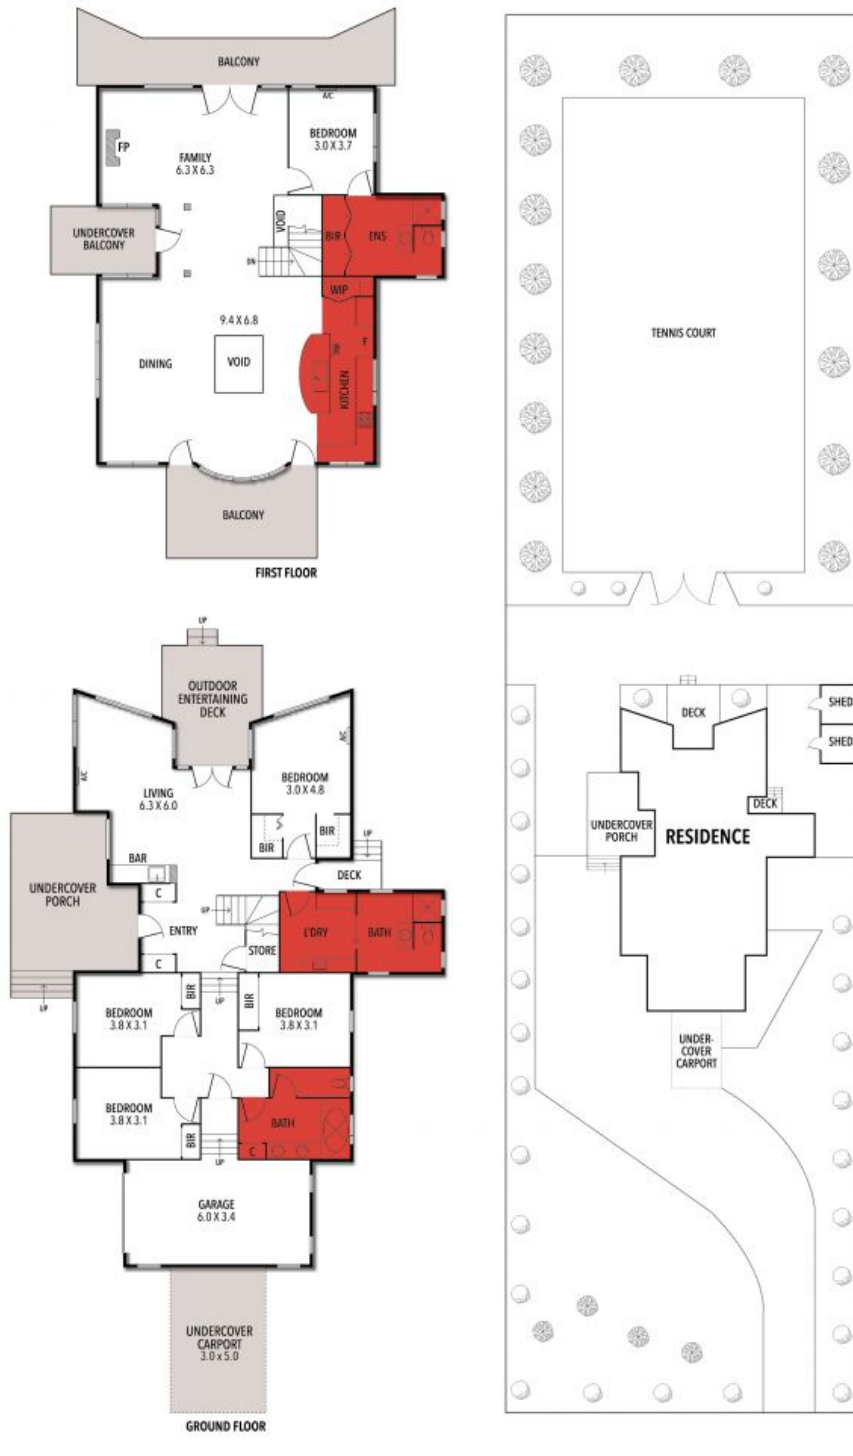 BALCONY
A/C
BEDROOM
3.0 X 3.7
FP
FAMILY
6.3 X 6.3
UNDERCOVER
BALCONY
VOID
BIR
ENS
DN
WIP
9.4 X 6.8
F
DINING
VOID
KITCHEN
BALCONY
FIRST FLOOR
TENNIS COURT
UP
OUTDOOR
ENTERTAINING
DECK
A/C
A/C
LIVING
6.3 X 6.0
BEDROOM
3.0 X 4.8
BIR
BIR
UP
BAR
DECK
UNDERCOVER
PORCH
C
UP
ENTRY
L'DRY
BATH
STORE
C
UP
BIR
UP
BIR
BEDROOM
3.8 X 3.1
BEDROOM
3.8 X 3.1
BEDROOM
3.8 X 3.1
BATH
BIR
UP
C
GARAGE
6.0 X 3.4
UNDERCOVER
CARPORT
3.0 x 5.0
GROUND FLOOR
DECK
SHED
SHED
DECK
UNDERCOVER
PORCH
RESIDENCE
UNDER-
COVER
CARPORT